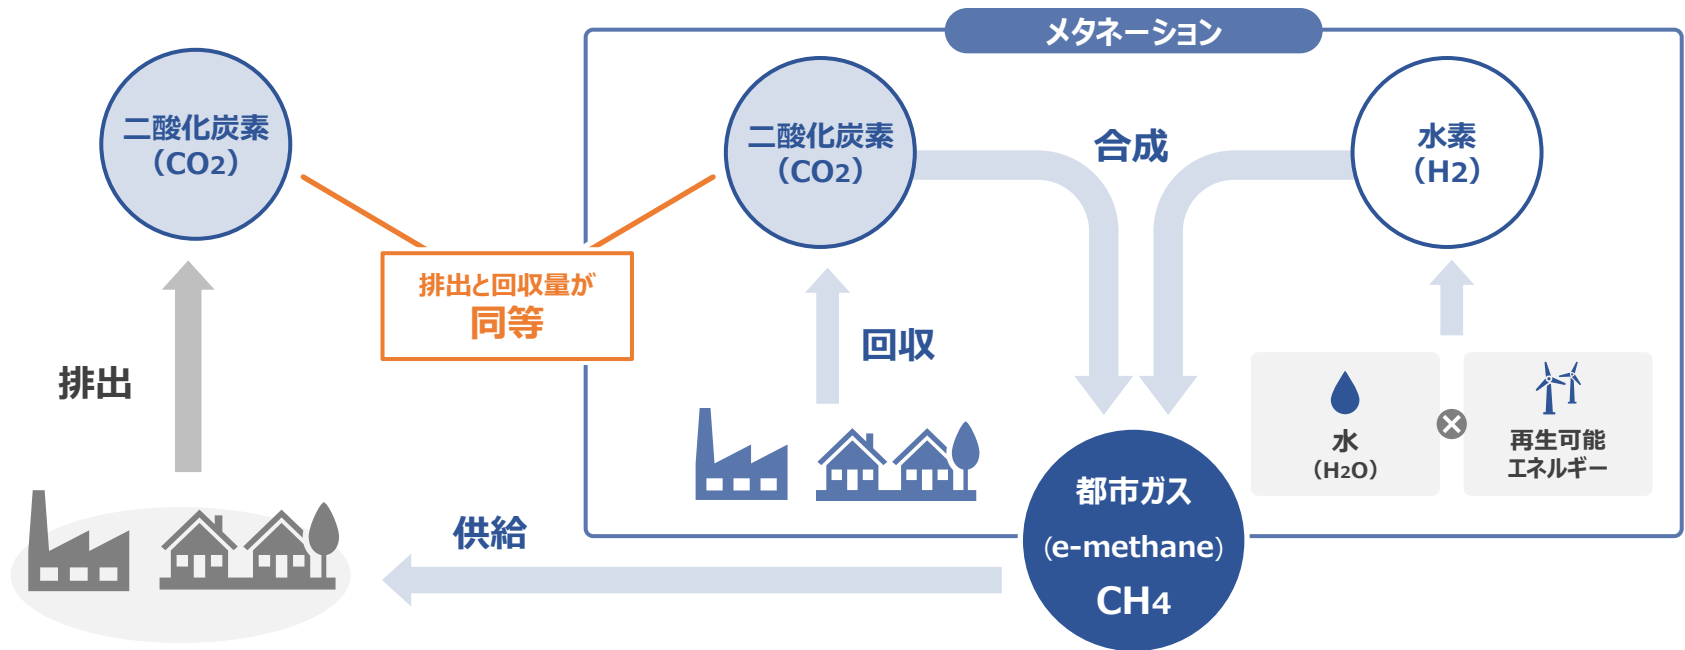 メタネーション
二酸化炭素
（CO2）
二酸化炭素
（CO2）
合成
水素
（H2）
排出と回収量が
同等
回収
排出
水
（H2O）
再生可能
エネルギー
都市ガス
（e-methane）
CH4
供給